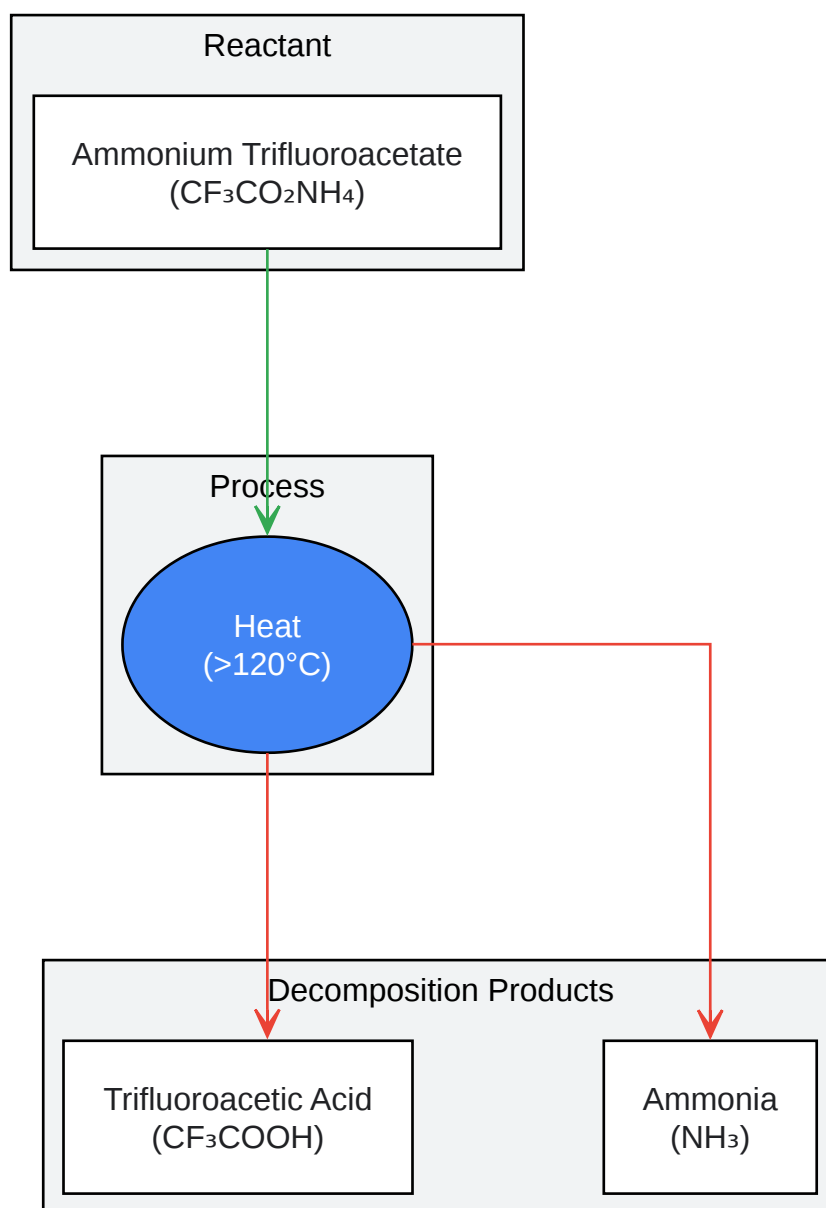 Reactant
Ammonium Trifluoroacetate
(CF₃CO₂NH₄)
Process
Heat
(>120°C)
Decomposition Products
Trifluoroacetic Acid
(CF₃COOH)
Ammonia
(NH₃)